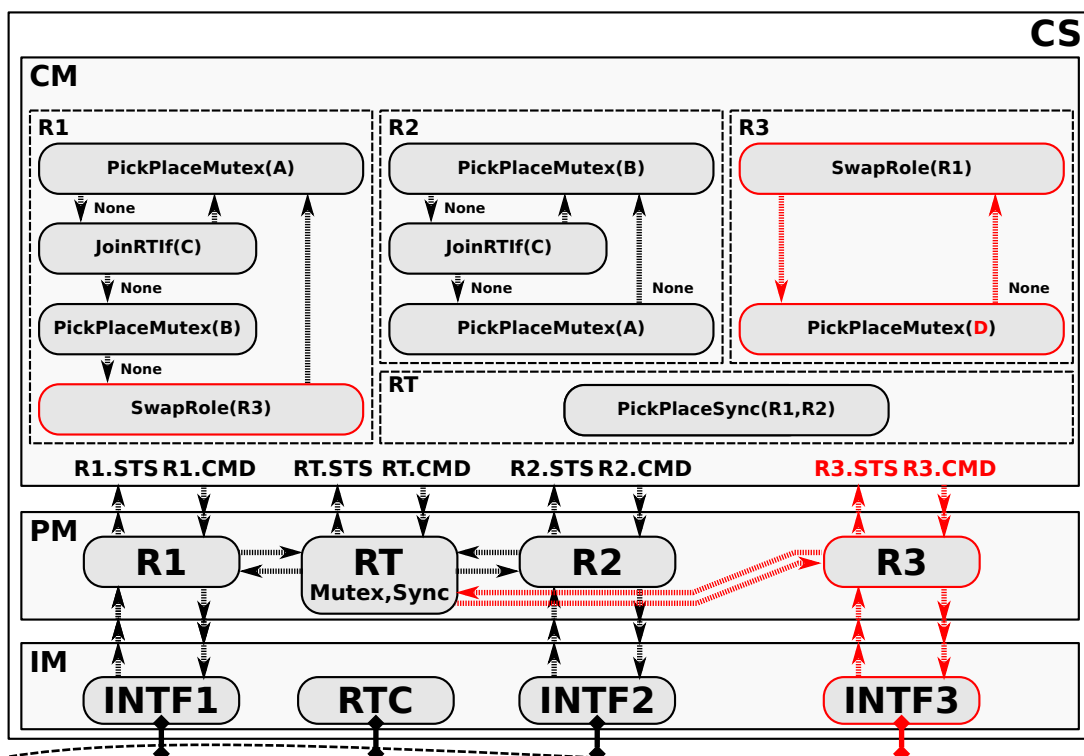 CS
CM
R1
PickPlaceMutex(A)
None
JoinRTIf(C)
None
PickPlaceMutex(B)
None
SwapRole(R3)
R2
PickPlaceMutex(B)
None
JoinRTIf(C)
None
None
PickPlaceMutex(A)
R3
SwapRole(R1)
None
PickPlaceMutex(D)
RT
PickPlaceSync(R1,R2)
R1.STS R1.CMD RT.STS RT.CMD R2.STS R2.CMD R3.STS R3.CMD
PM
R1
RT
Mutex,Sync
R2
R3
IM
INTF1
RTC
INTF2
INTF3